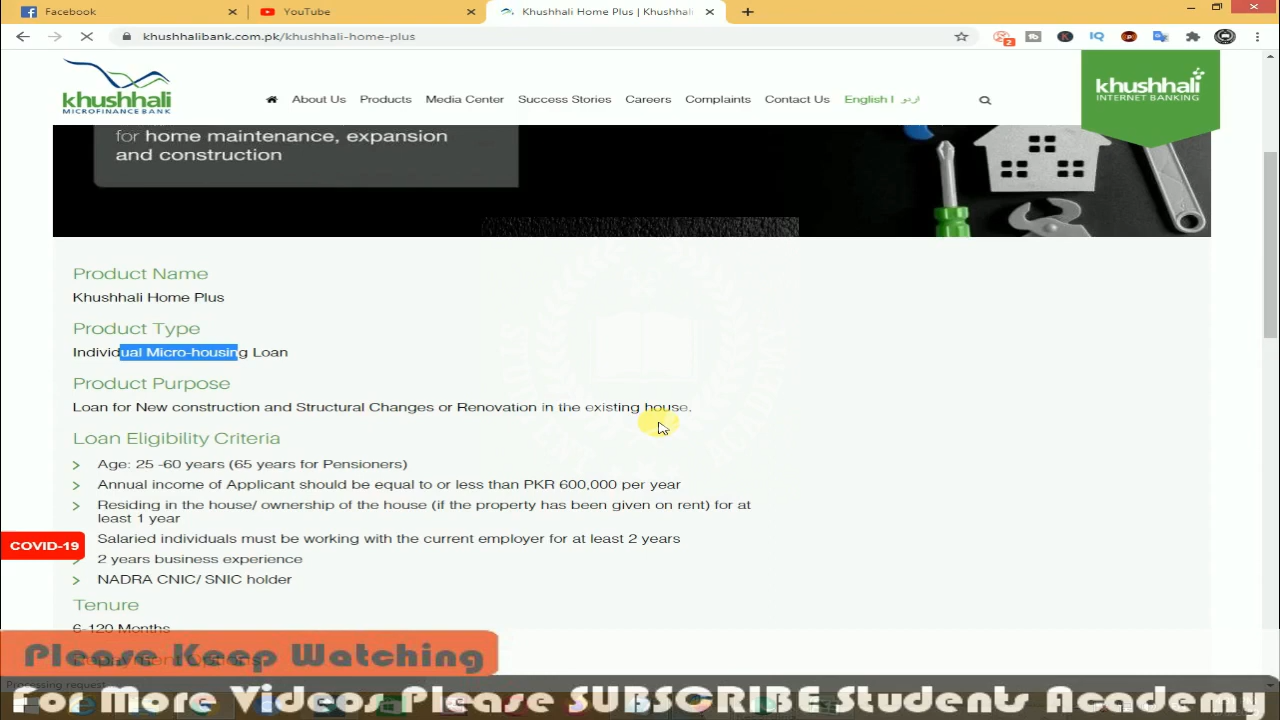 Facebook
YouTube
Khushhali Home Plus | Khushhali
khushhalibank.com.pk/khushhali-home-plus
2
IQ
khushhali
MICROFINANCE BANK
About Us Products Media Center Success Stories Careers Complaints Contact Us English | اردو
khushhali
INTERNET BANKING
for home maintenance, expansion
and construction
Product Name
Khushhali Home Plus
Product Type
Individual Micro-housing Loan
Product Purpose
Loan for New construction and Structural Changes or Renovation in the existing house.
Loan Eligibility Criteria
Age: 25 -60 years (65 years for Pensioners)
Annual income of Applicant should be equal to or less than PKR 600,000 per year
Residing in the house/ ownership of the house (if the property has been given on rent) for at
least 1 year
COVID-19
Salaried individuals must be working with the current employer for at least 2 years
2 years business experience
NADRA CNIC/ SNIC holder
Tenure
6-120 Months
Repayment Options
Please Keep Watching
Processing request
For More Videos Please SUBSCRIBE Students Academy